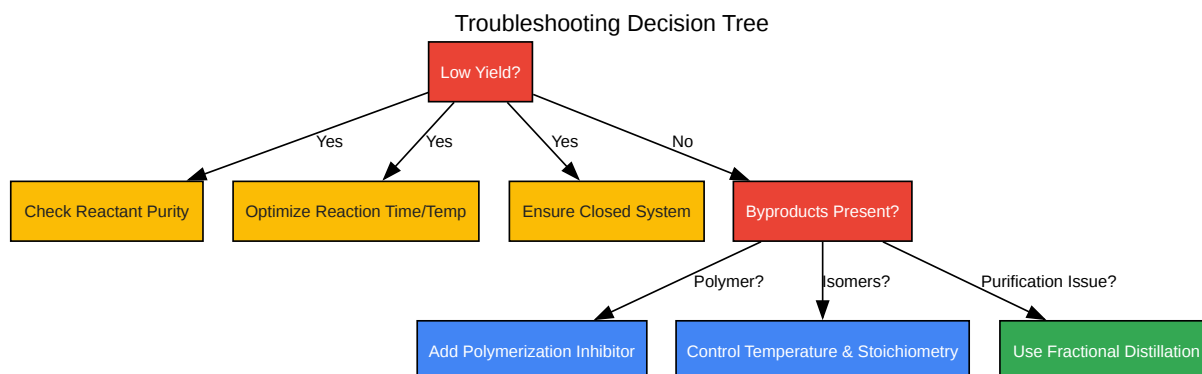 Troubleshooting Decision Tree
Low Yield?
Yes
Yes
Yes
No
Check Reactant Purity
Optimize Reaction Time/Temp
Ensure Closed System
Byproducts Present?
Polymer?
Isomers?
Purification Issue?
Add Polymerization Inhibitor
Control Temperature & Stoichiometry
Use Fractional Distillation